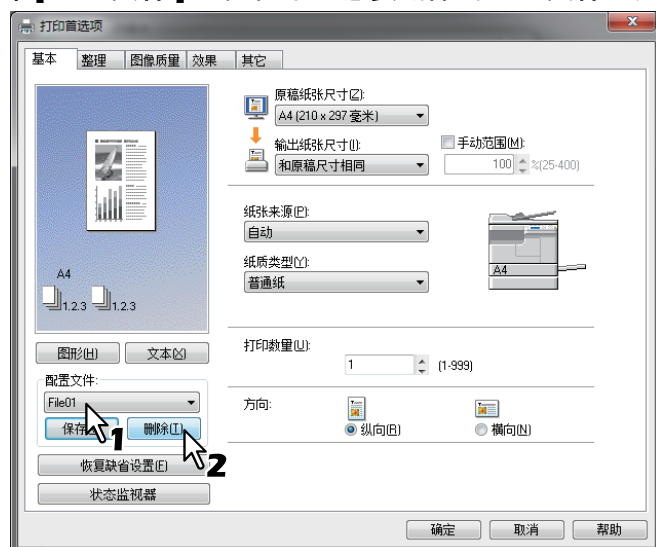 打印首选项
基本 整理 图像质量 效果 其它
原稿纸张尺寸(Z):
A4 (210 x 297 毫米)
输出纸张尺寸(I):
和原稿尺寸相同
手动范围(M):
100 %(25-400)
纸张来源(P):
自动
纸质类型(Y):
普通纸
A4
A4
1.2.3 1.2.3
图形(H) 文本(X)
打印数量(U):
1 (1-999)
配置文件:
File01
保存
删除(T)
1
2
方向:
纵向(R) 横向(N)
恢复缺省设置(F)
状态监视器
确定 取消 帮助